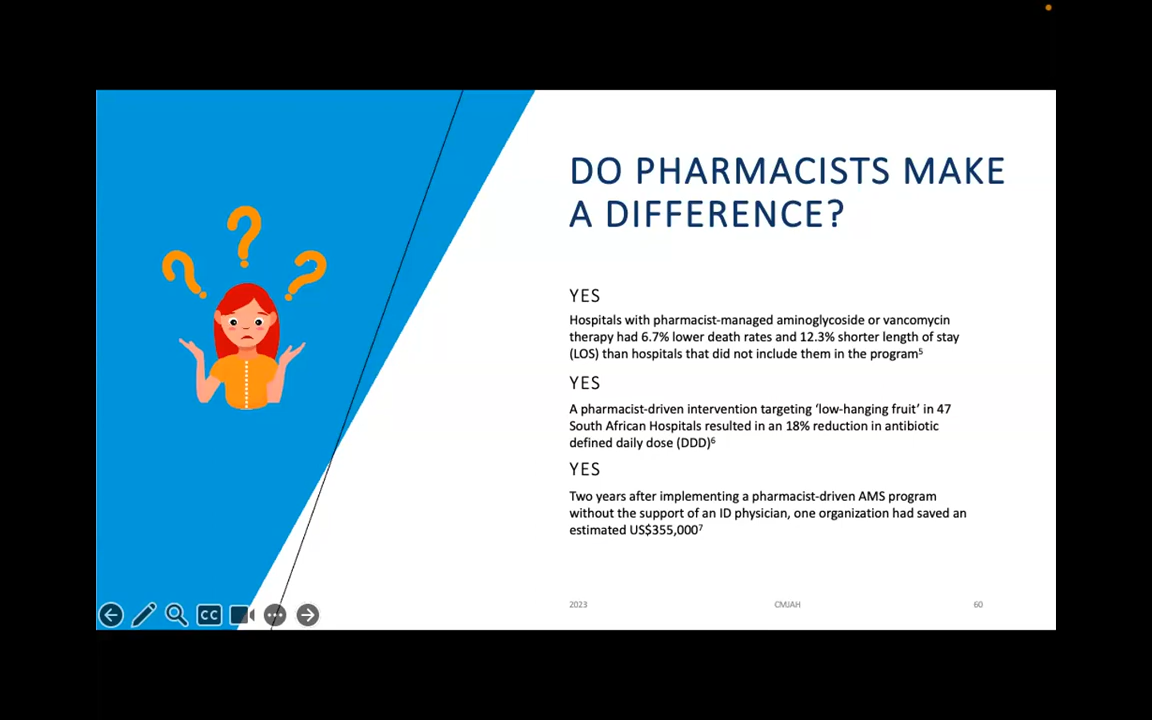 DO PHARMACISTS MAKE
A DIFFERENCE?
YES
Hospitals with pharmacist-managed aminoglycoside or vancomycin
therapy had 6.7% lower death rates and 12.3% shorter length of stay
(LOS) than hospitals that did not include them in the program⁵
YES
A pharmacist-driven intervention targeting ‘low-hanging fruit’ in 47
South African Hospitals resulted in an 18% reduction in antibiotic
defined daily dose (DDD)⁶
YES
Two years after implementing a pharmacist-driven AMS program
without the support of an ID physician, one organization had saved an
estimated US$355,000⁷
2023 CMJAH 60
CC